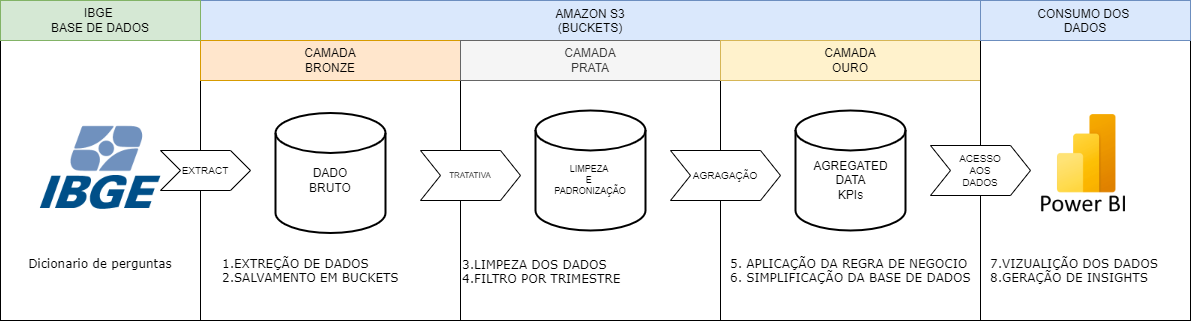 IBGE
BASE DE DADOS
AMAZON S3
(BUCKETS)
CONSUMO DOS
DADOS
CAMADA
BRONZE
CAMADA
PRATA
CAMADA
OURO
IBGE
EXTRACT
DADO
BRUTO
TRATATIVA
LIMPEZA
E
PADRONIZAÇÃO
AGRAGAÇÃO
AGREGATED
DATA
KPIs
ACESSO
AOS
DADOS
Power BI
Dicionario de perguntas
1.EXTREÇÃO DE DADOS
2.SALVAMENTO EM BUCKETS
3.LIMPEZA DOS DADOS
4.FILTRO POR TRIMESTRE
5. APLICAÇÃO DA REGRA DE NEGOCIO
6. SIMPLIFICAÇÃO DA BASE DE DADOS
7.VIZUALIÇÃO DOS DADOS
8.GERAÇÃO DE INSIGHTS